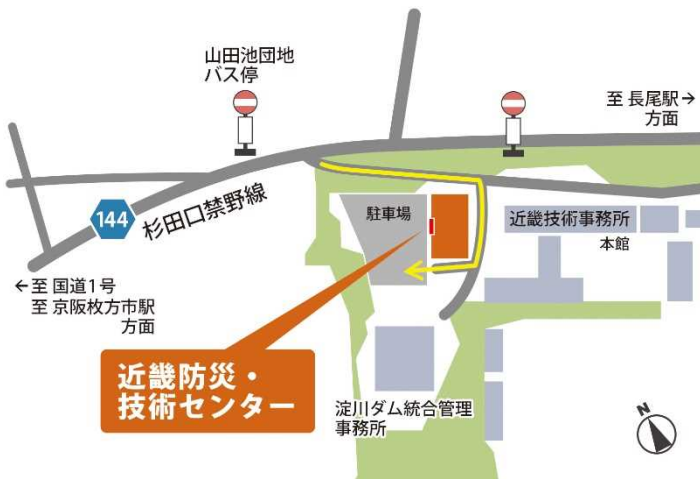 山田池団地
バス停
至 長尾駅→
方面
144
杉田口禁野線
駐車場
近畿技術事務所
本館
←至 国道1号
至 京阪枚方市駅
方面
近畿防災・
技術センター
淀川ダム統合管理
事務所
N